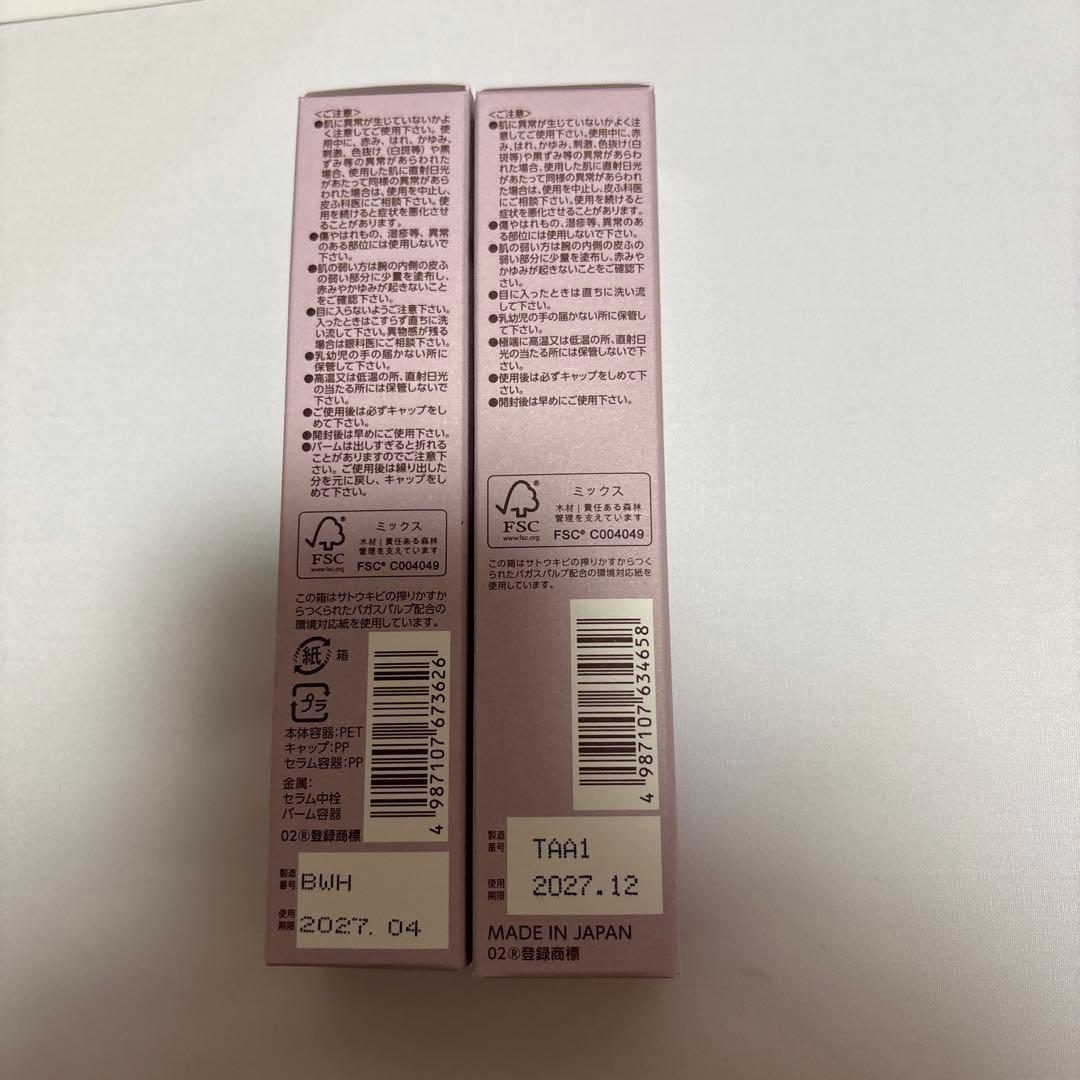 <ご注意>
●肌に異常が生じていないかよ
く注意してご使用下さい。使
用中に、赤み、はれ、かゆみ、
刺激、色抜け(白斑等)や黒
ずみ等の異常があらわれた
場合、使用した肌に直射日光
があたって同様の異常があら
われた場合は、使用を中止し、
皮ふ科医にご相談下さい。使
用を続けると症状を悪化させ
ることがあります。
●傷やはれもの、湿疹等、異常
のある部位には使用しないで
下さい。
●肌の弱い方は腕の内側の皮ふ
の弱い部分に少量を塗布し、
赤みやかゆみが起きないこと
をご確認下さい。
●目に入らないようご注意下さい。
入ったときはこすらず直ちに洗
い流して下さい。異物感が残る
場合は眼科医にご相談下さい。
●乳幼児の手の届かない所に
保管して下さい。
●高温又は低温の所、直射日光
の当たる所には保管しないで
下さい。
●ご使用後は必ずキャップをし
めて下さい。
●開封後は早めにご使用下さい。
●バームは出しすぎると折れる
ことがありますのでご注意下
さい。ご使用後は繰り出した
分を元に戻し、キャップをし
めて下さい。
FSC
www.fsc.org
ミックス
木材|責任ある森林
管理を支えています
FSC® C004049
この箱はサトウキビの搾りかすか
らつくられたバガスパルプ配合の
環境対応紙を使用しています。
紙 箱
プラ
本体容器:PET
キャップ:PP
セラム容器:PP
金属:
セラム中栓
バーム容器
02®登録商標
4 987107 673626
製造
番号
BWH
使用
期限
2027. 04
<ご注意>
●肌に異常が生じていないかよく注
意してご使用下さい。使用中に、赤
み、はれ、かゆみ、刺激、色抜け(白
斑等)や黒ずみ等の異常があらわ
れた場合、使用した肌に直射日光
があたって同様の異常があらわれ
た場合は、使用を中止し、皮ふ科医
にご相談下さい。使用を続けると
症状を悪化させることがあります。
●傷やはれもの、湿疹等、異常のあ
る部位には使用しないで下さい。
●肌の弱い方は腕の内側の皮ふの
弱い部分に少量を塗布し、赤みや
かゆみが起きないことをご確認下
さい。
●目に入ったときは直ちに洗い流
して下さい。
●乳幼児の手の届かない所に保管し
て下さい。
●極端に高温又は低温の所、直射日
光の当たる所には保管しないで下
さい。
●使用後は必ずキャップをしめて下
さい。
●開封後は早めにご使用下さい。
FSC
www.fsc.org
ミックス
木材|責任ある森林
管理を支えています
FSC® C004049
この箱はサトウキビの搾りかすからつく
られたバガスパルプ配合の環境対応紙を
使用しています。
4 987107 634658
製造
番号
TAA1
使用
期限
2027.12
MADE IN JAPAN
02®登録商標